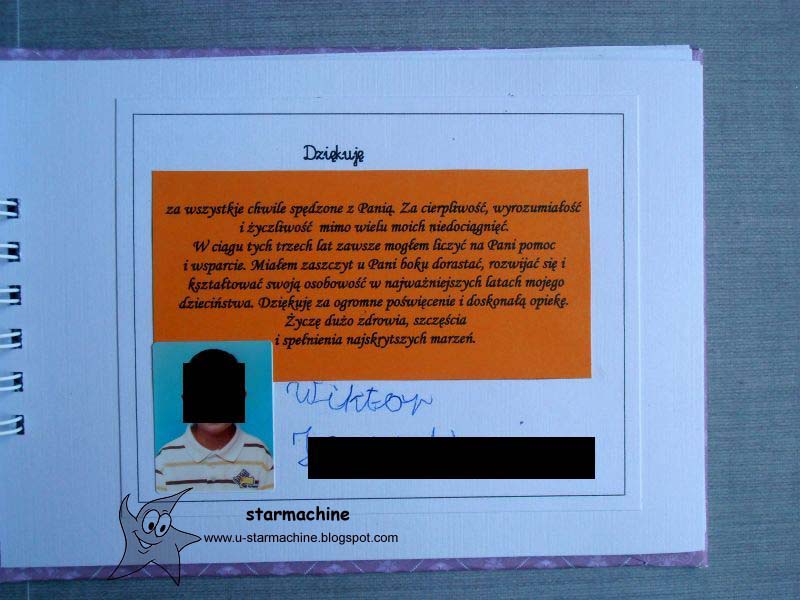 Dziękuję
za wszystkie chwile spędzone z Panią. Za cierpliwość, wyrozumiałość
i życzliwość mimo wielu moich niedociągnięć.
W ciągu tych trzech lat zawsze mogłem liczyć na Pani pomoc
i wsparcie. Miałem zaszczyt u Pani boku dorastać, rozwijać się i
kształtować swoją osobowość w najważniejszych latach mojego
dzieciństwa. Dziękuję za ogromne poświęcenie i doskonałą opiekę.
Życzę dużo zdrowia, szczęścia
i spełnienia najskrytszych marzeń.
Wiktor
starmachine
www.u-starmachine.blogspot.com